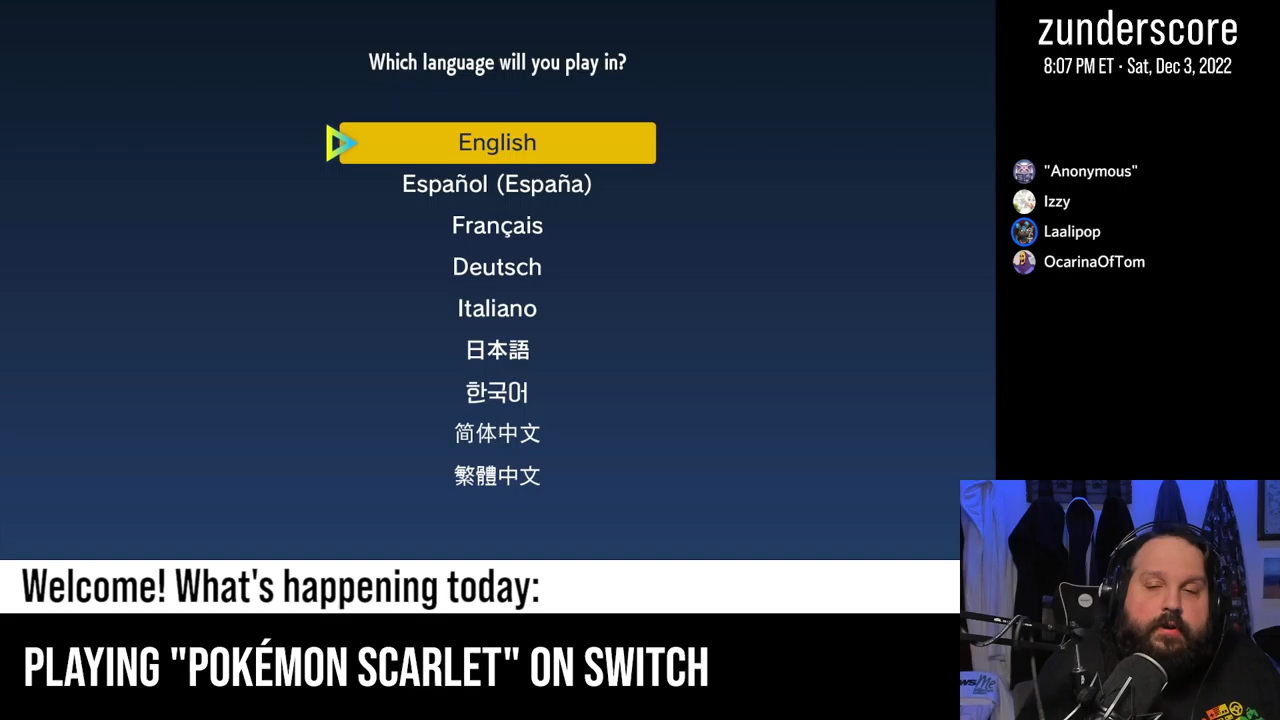 Which language will you play in?
English
Español (España)
Français
Deutsch
Italiano
日本語
한국어
简体中文
繁體中文
zunderscore
8:07 PM ET · Sat, Dec 3, 2022
"Anonymous"
Izzy
Laalipop
OcarinaOfTom
Welcome! What's happening today:
PLAYING "POKÉMON SCARLET" ON SWITCH